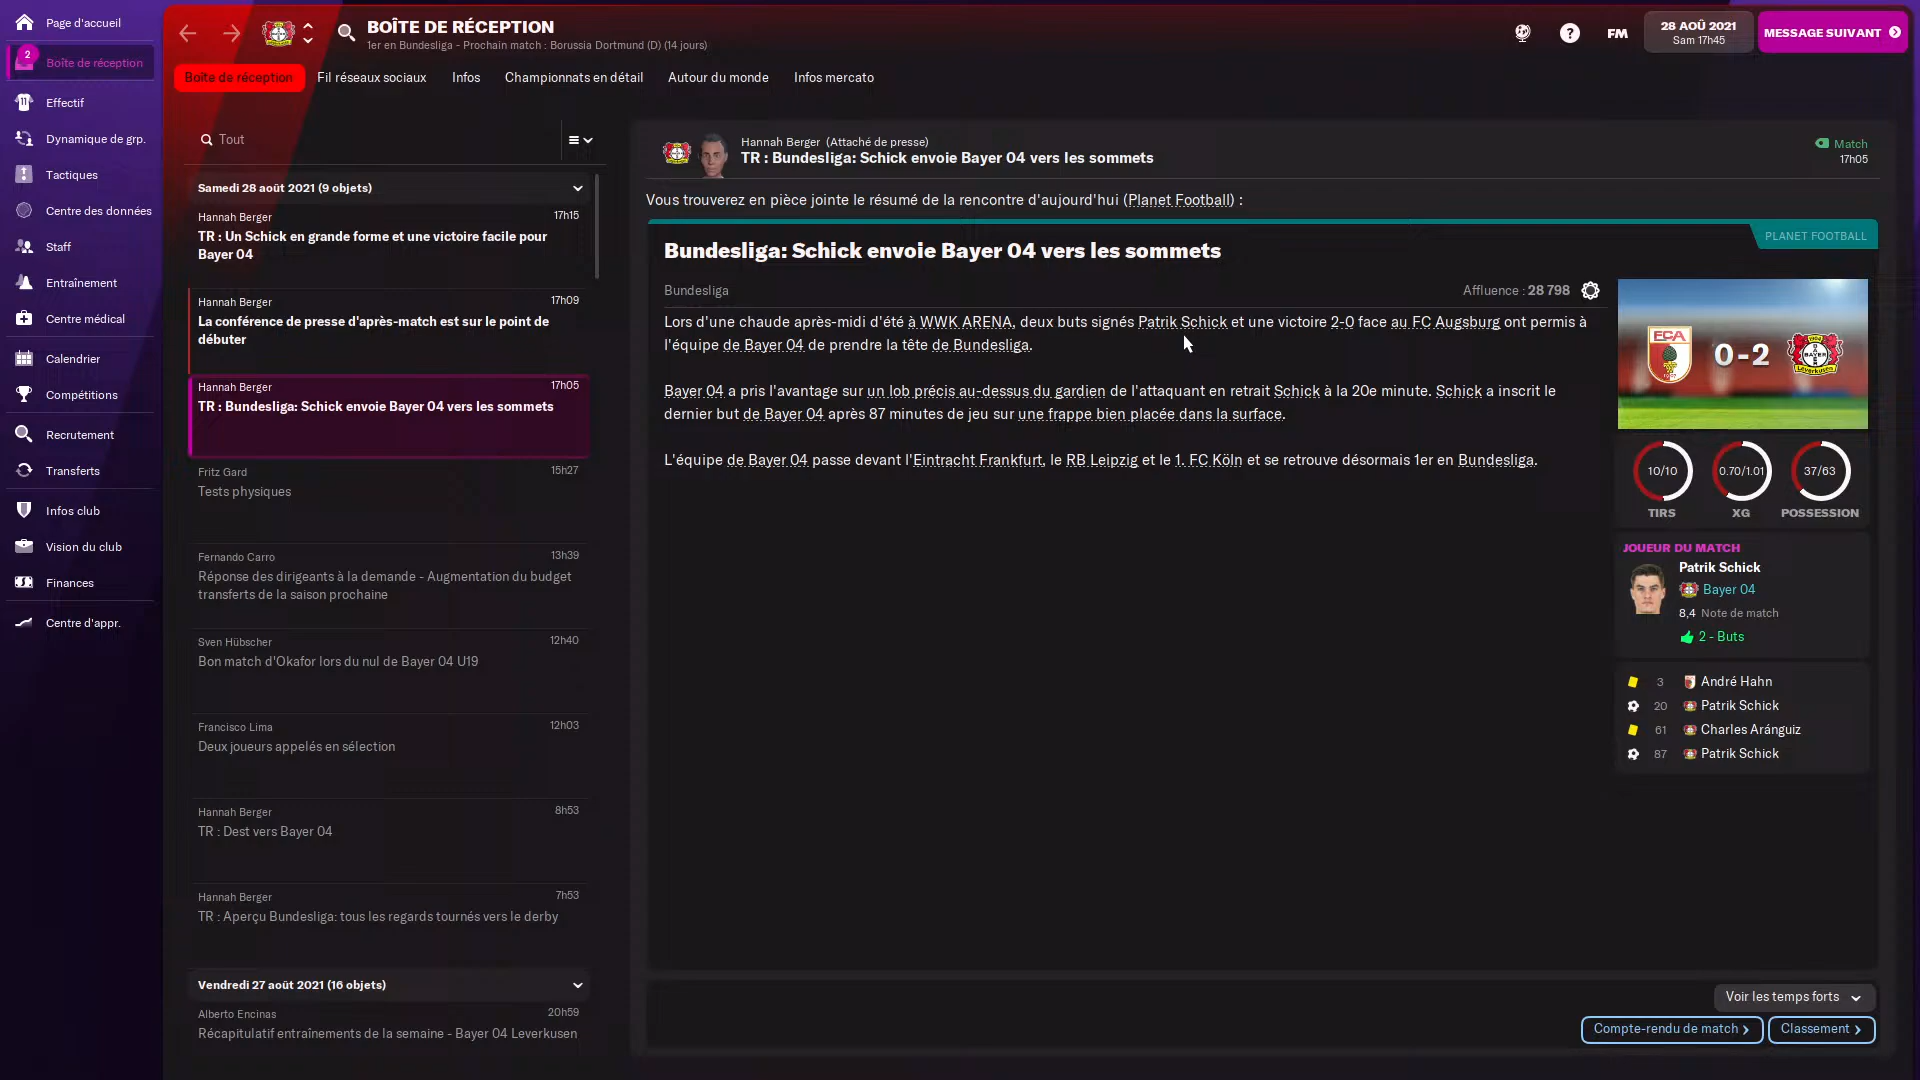 Page d'accueil
2
Boîte de réception
Effectif
Dynamique de grp.
Tactiques
Centre des données
Staff
Entraînement
Centre médical
Calendrier
Compétitions
Recrutement
Transferts
Infos club
Vision du club
Finances
Centre d'appr.
BOÎTE DE RÉCEPTION
1er en Bundesliga - Prochain match : Borussia Dortmund (D) (14 jours)
FM
28 AOÛ 2021
Sam 17h45
MESSAGE SUIVANT
Boîte de réception
Fil réseaux sociaux
Infos
Championnats en détail
Autour du monde
Infos mercato
Tout
Samedi 28 août 2021 (9 objets)
Hannah Berger 17h15
TR : Un Schick en grande forme et une victoire facile pour
Bayer 04
Hannah Berger 17h09
La conférence de presse d'après-match est sur le point de
débuter
Hannah Berger 17h05
TR : Bundesliga: Schick envoie Bayer 04 vers les sommets
Fritz Gard 15h27
Tests physiques
Fernando Carro 13h39
Réponse des dirigeants à la demande - Augmentation du budget
transferts de la saison prochaine
Sven Hübscher 12h40
Bon match d'Okafor lors du nul de Bayer 04 U19
Francisco Lima 12h03
Deux joueurs appelés en sélection
Hannah Berger 8h53
TR : Dest vers Bayer 04
Hannah Berger 7h53
TR : Aperçu Bundesliga: tous les regards tournés vers le derby
Vendredi 27 août 2021 (16 objets)
Alberto Encinas 20h59
Récapitulatif entraînements de la semaine - Bayer 04 Leverkusen
Hannah Berger (Attaché de presse)
TR : Bundesliga: Schick envoie Bayer 04 vers les sommets
Match
17h05
Vous trouverez en pièce jointe le résumé de la rencontre d'aujourd'hui (Planet Football) :
PLANET FOOTBALL
Bundesliga: Schick envoie Bayer 04 vers les sommets
Bundesliga
Affluence : 28 798
Lors d'une chaude après-midi d'été à WWK ARENA, deux buts signés Patrik Schick et une victoire 2-0 face au FC Augsburg ont permis à
l'équipe de Bayer 04 de prendre la tête de Bundesliga.
Bayer 04 a pris l'avantage sur un lob précis au-dessus du gardien de l'attaquant en retrait Schick à la 20e minute. Schick a inscrit le
dernier but de Bayer 04 après 87 minutes de jeu sur une frappe bien placée dans la surface.
L'équipe de Bayer 04 passe devant l'Eintracht Frankfurt, le RB Leipzig et le 1. FC Köln et se retrouve désormais 1er en Bundesliga.
FCA
0-2
BAYER
Leverkusen
10/10
0.70/1.01
37/63
TIRS
XG
POSSESSION
JOUEUR DU MATCH
Patrik Schick
Bayer 04
8,4 Note de match
2 - Buts
3 André Hahn
20 Patrik Schick
61 Charles Aránguiz
87 Patrik Schick
Voir les temps forts
Compte-rendu de match
Classement